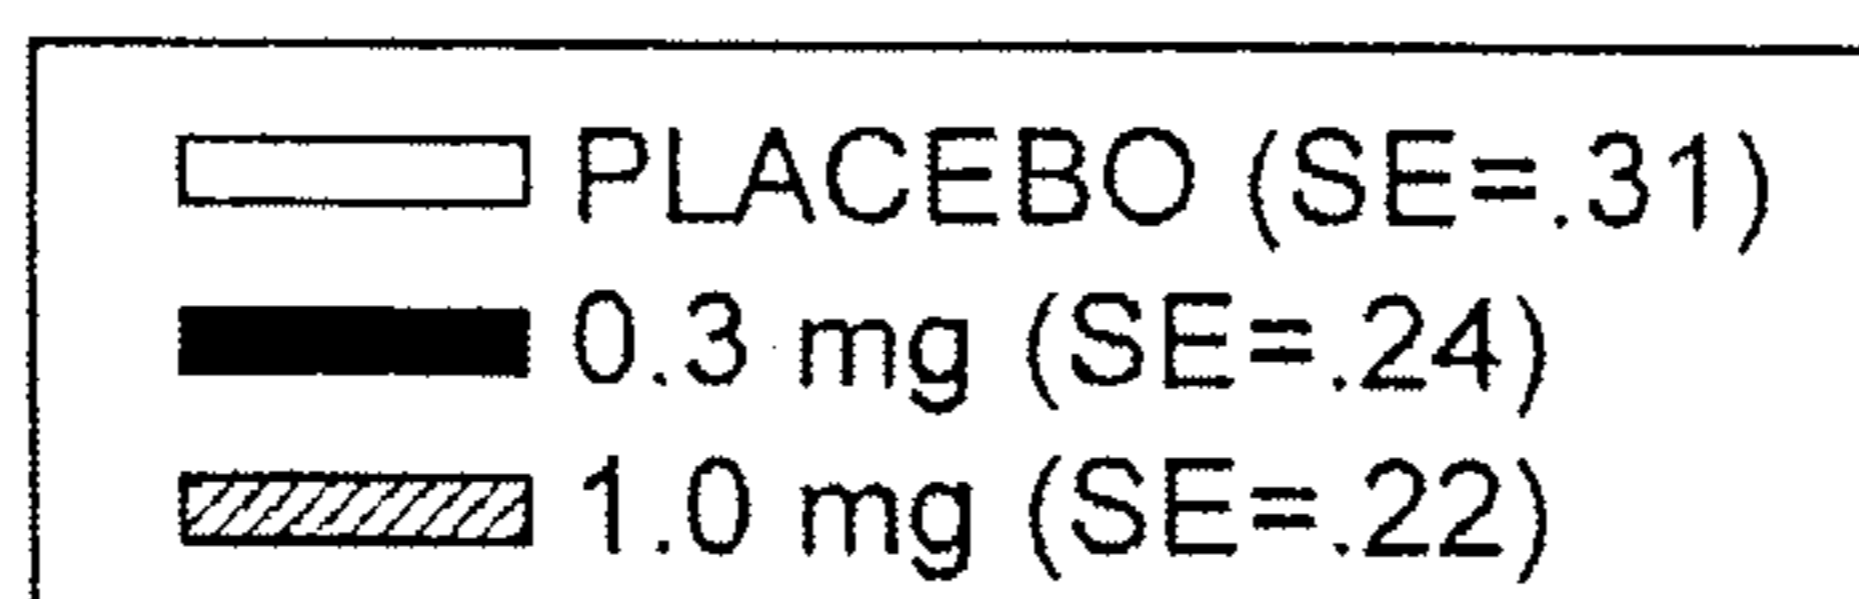 PLACEBO (SE=.31)
0.3 mg (SE=.24)
1.0 mg (SE=.22)